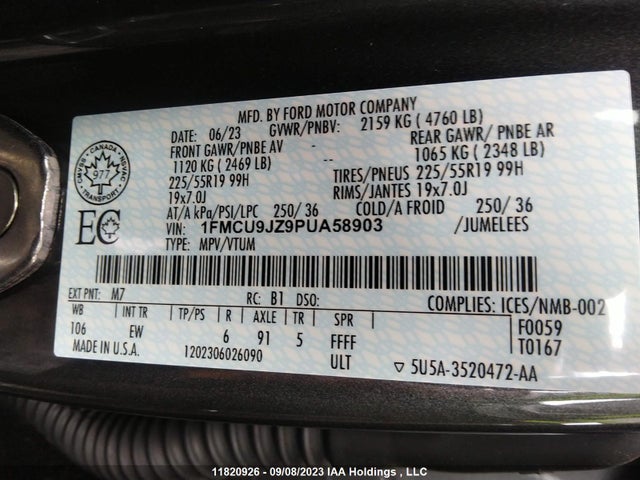 MFD. BY FORD MOTOR COMPANY
DATE: 06/23 GVWR/PNBV: 2159 KG ( 4760 LB)
FRONT GAWR/PNBE AV -- REAR GAWR/ PNBE AR
1120 KG ( 2469 LB) 1065 KG ( 2348 LB)
225/55R19 99H TIRES/PNEUS 225/55R19 99H
19x7.0J RIMS/JANTES 19x7.0J
AT/A kPa/PSI/LPC 250/ 36 COLD/A FROID 250/ 36
VIN: 1FMCU9JZ9PUA58903 /JUMELEES
TYPE: MPV/VTUM
CANADA
CMVSS NSVAC
977
TRANSPORT
EC
EXT PNT: M7 RC: B1 DSO: COMPLIES: ICES/NMB-002
WB INT TR TP/PS R AXLE TR SPR F0059
106 EW 6 91 5 FFFF T0167
MADE IN U.S.A. 1202306026090 ULT ▽ 5U5A-3520472-AA
11820926 - 09/08/2023 IAA Holdings , LLC